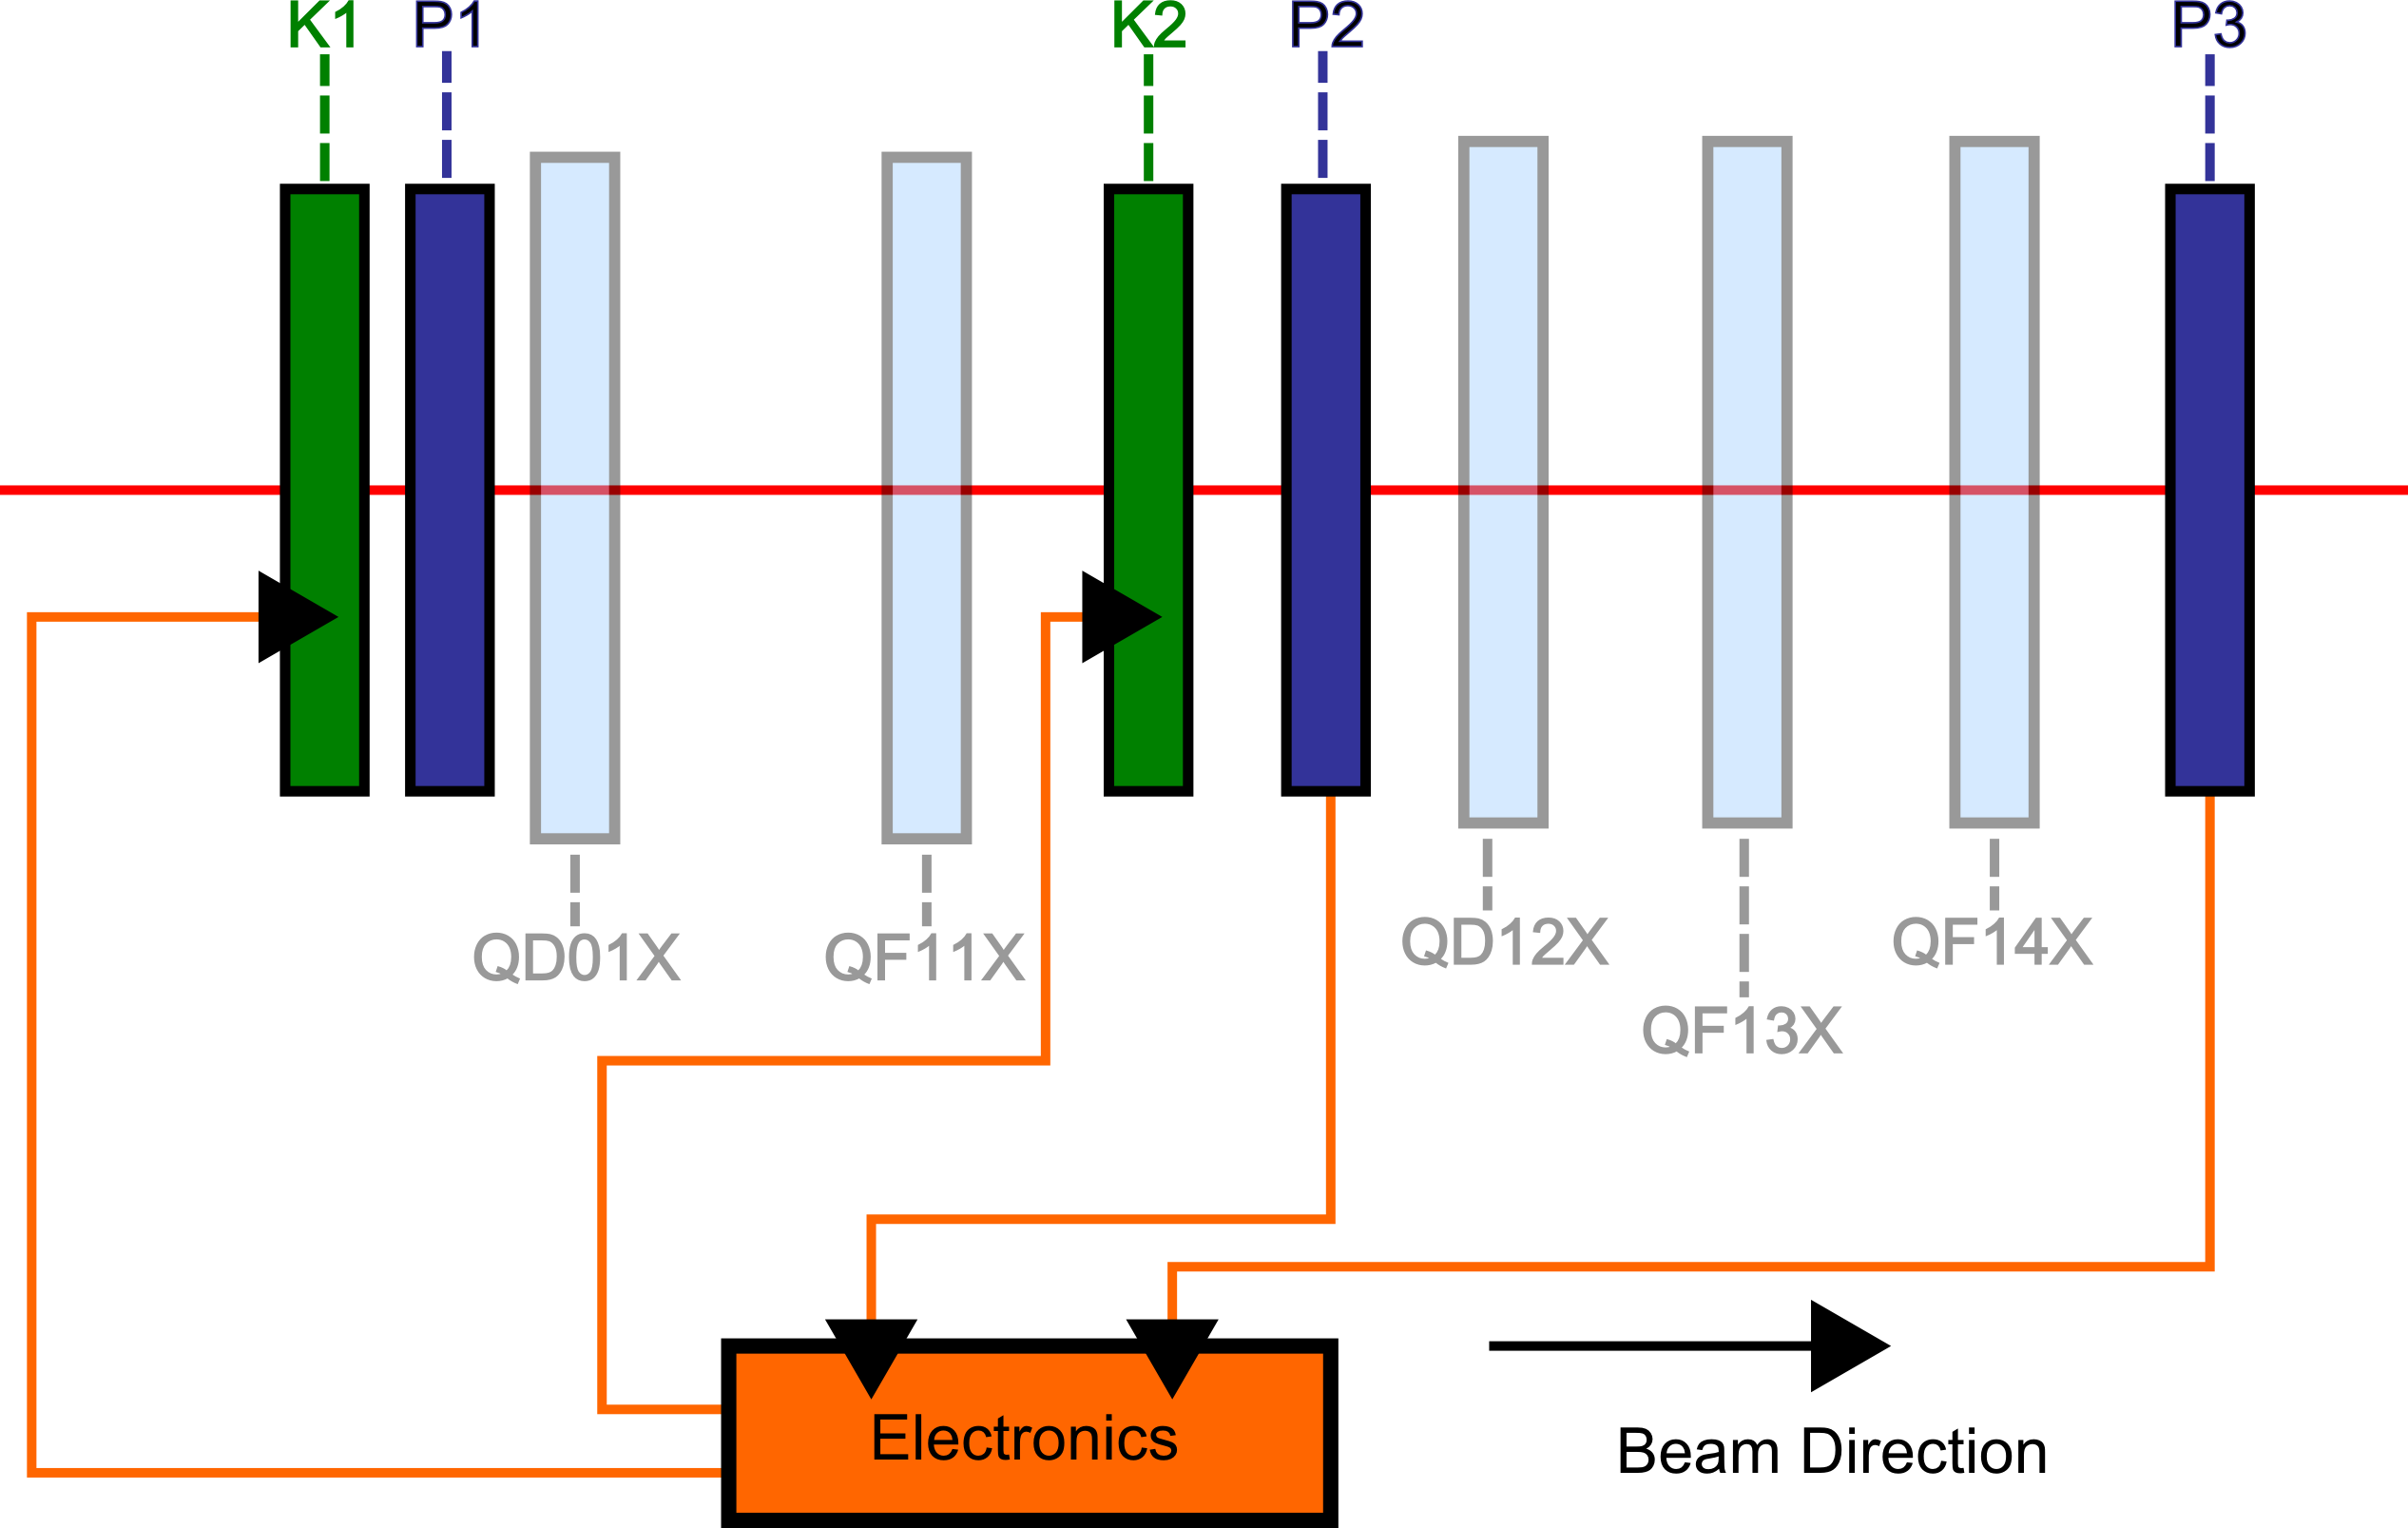 K1
P1
K2
P2
P3
QD01X
QF11X
QD12X
QF14X
QF13X
Electronics
Beam Direction